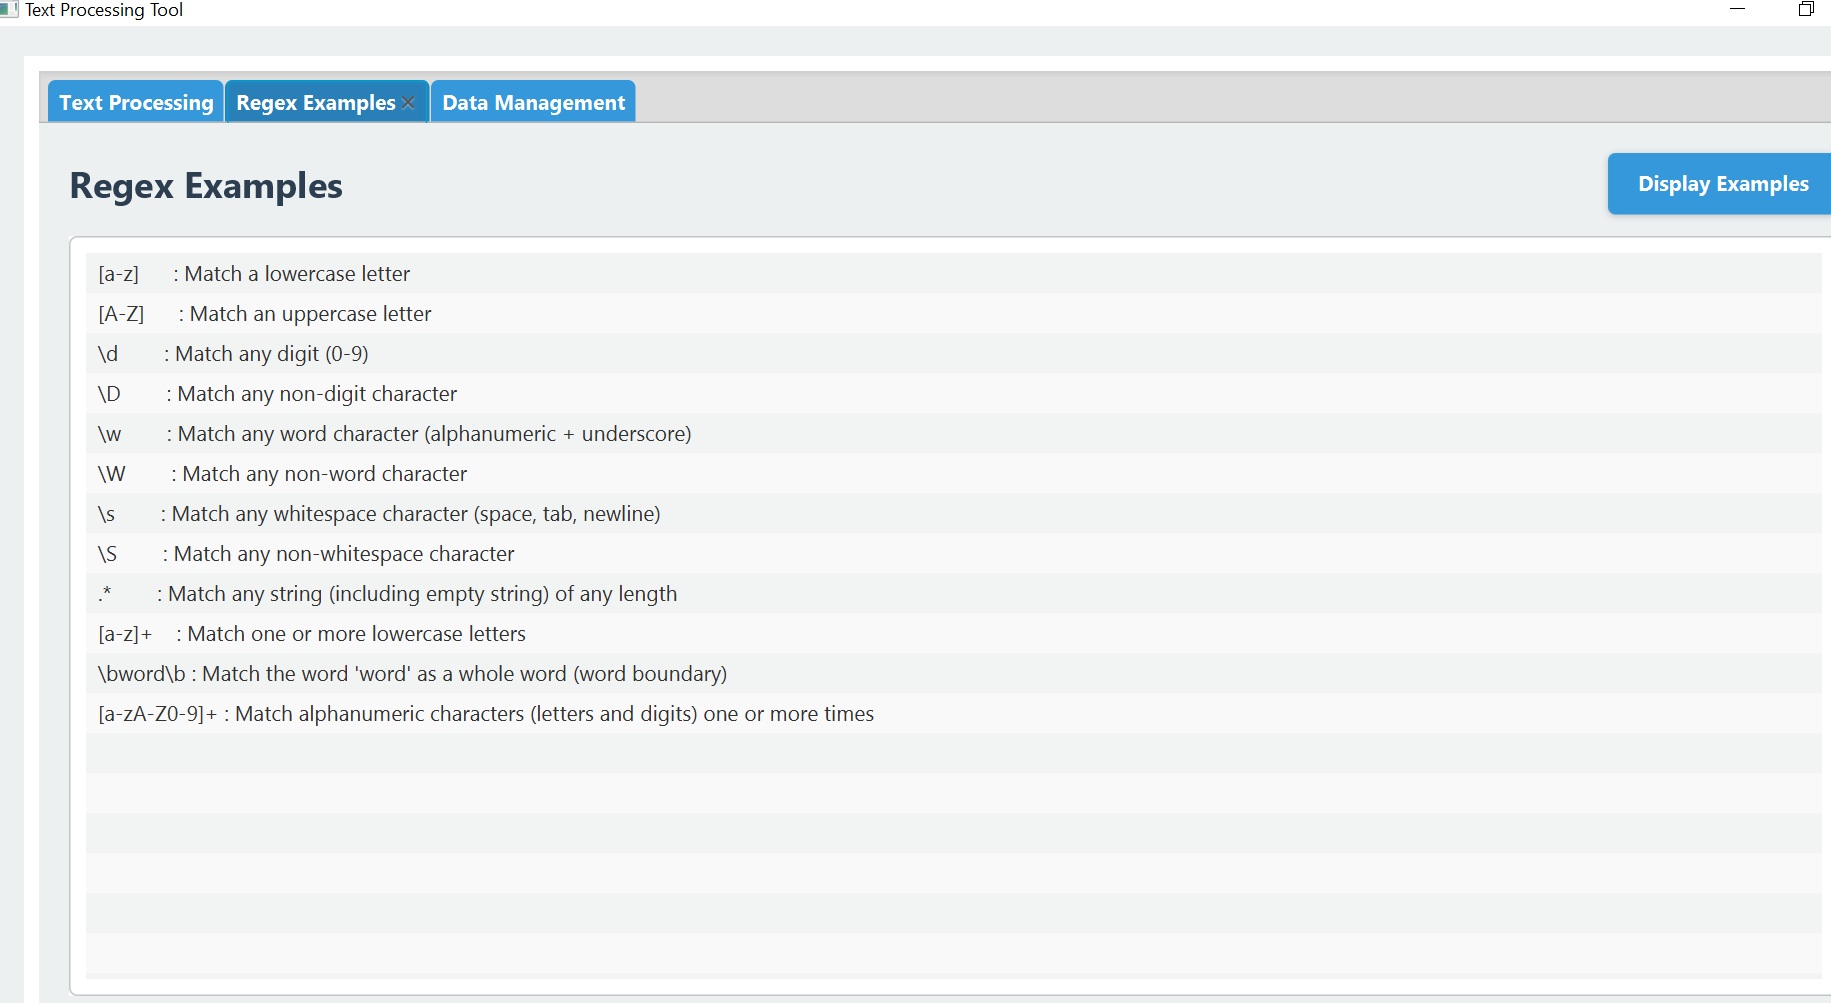 Text Processing Tool
Text Processing Regex Examples Data Management
Regex Examples
Display Examples
[a-z] : Match a lowercase letter
[A-Z] : Match an uppercase letter
\d : Match any digit (0-9)
\D : Match any non-digit character
\w : Match any word character (alphanumeric + underscore)
\W : Match any non-word character
\s : Match any whitespace character (space, tab, newline)
\S : Match any non-whitespace character
.* : Match any string (including empty string) of any length
[a-z]+ : Match one or more lowercase letters
\bword\b : Match the word 'word' as a whole word (word boundary)
[a-zA-Z0-9]+ : Match alphanumeric characters (letters and digits) one or more times